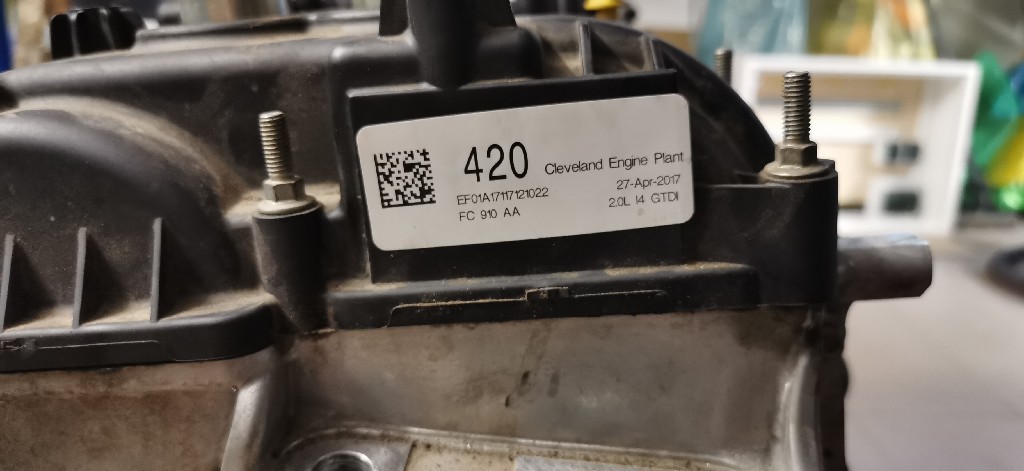 420 Cleveland Engine Plant
EF01A17117121022 27-Apr-2017
FC 910 AA 2.0L I4 GTDI